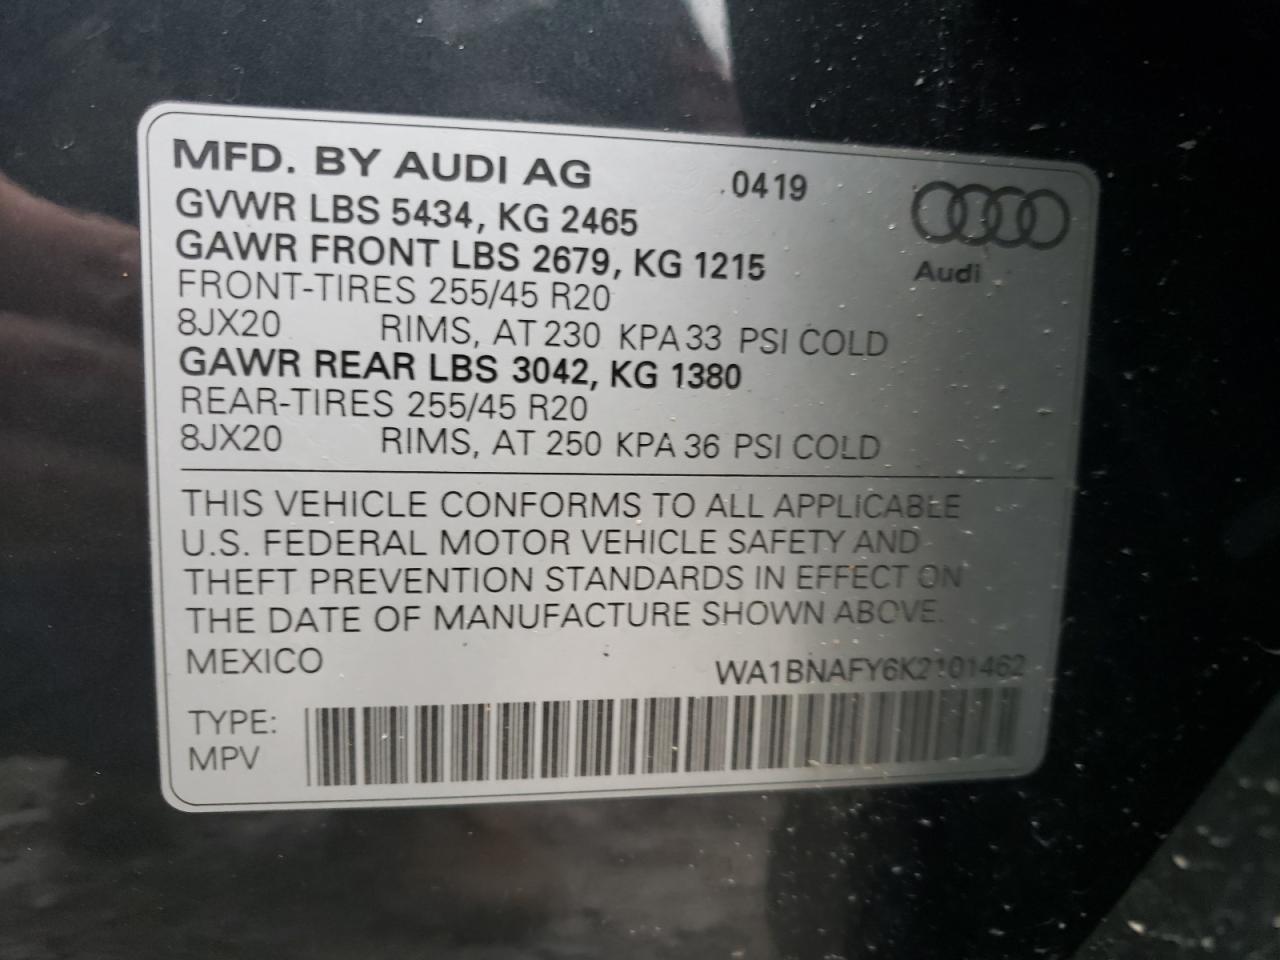 MFD. BY AUDI AG 0419
GVWR LBS 5434, KG 2465
GAWR FRONT LBS 2679, KG 1215
Audi
FRONT-TIRES 255/45 R20
8JX20 RIMS, AT 230 KPA 33 PSI COLD
GAWR REAR LBS 3042, KG 1380
REAR-TIRES 255/45 R20
8JX20 RIMS, AT 250 KPA 36 PSI COLD
THIS VEHICLE CONFORMS TO ALL APPLICABLE
U.S. FEDERAL MOTOR VEHICLE SAFETY AND
THEFT PREVENTION STANDARDS IN EFFECT ON
THE DATE OF MANUFACTURE SHOWN ABOVE.
MEXICO WA1BNAFY6K2101462
TYPE:
MPV